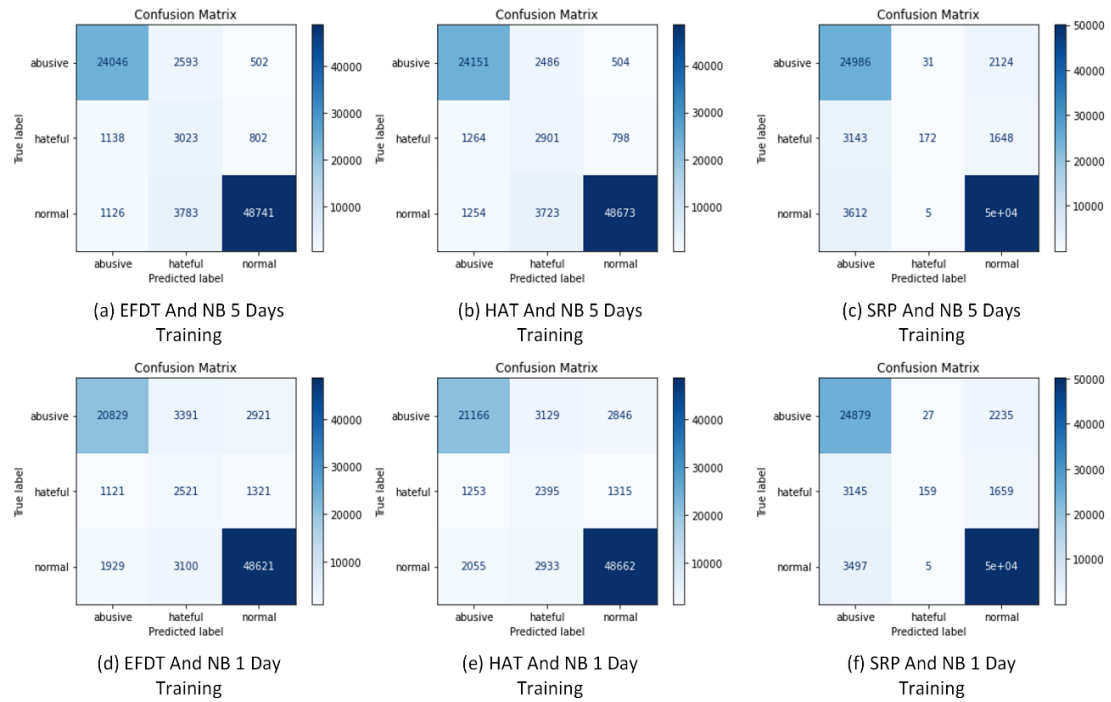 Confusion Matrix
abusive 24046 2593 502 40000
30000
hateful 1138 3023 802 20000
True label
normal 1126 3783 48741 10000
abusive hateful normal
Predicted label
(a) EFDT And NB 5 Days
Training
Confusion Matrix
abusive 24151 2486 504 40000
30000
hateful 1264 2901 798 20000
True label
normal 1254 3723 48673 10000
abusive hateful normal
Predicted label
(b) HAT And NB 5 Days
Training
Confusion Matrix
50000
abusive 24986 31 2124 40000
30000
hateful 3143 172 1648 20000
True label
normal 3612 5 5e+04 10000
abusive hateful normal
Predicted label
(c) SRP And NB 5 Days
Training
Confusion Matrix
abusive 20829 3391 2921 40000
30000
hateful 1121 2521 1321 20000
True label
normal 1929 3100 48621 10000
abusive hateful normal
Predicted label
(d) EFDT And NB 1 Day
Training
Confusion Matrix
abusive 21166 3129 2846 40000
30000
hateful 1253 2395 1315 20000
True label
normal 2055 2933 48662 10000
abusive hateful normal
Predicted label
(e) HAT And NB 1 Day
Training
Confusion Matrix
50000
abusive 24879 27 2235 40000
30000
hateful 3145 159 1659 20000
True label
normal 3497 5 5e+04 10000
abusive hateful normal
Predicted label
(f) SRP And NB 1 Day
Training